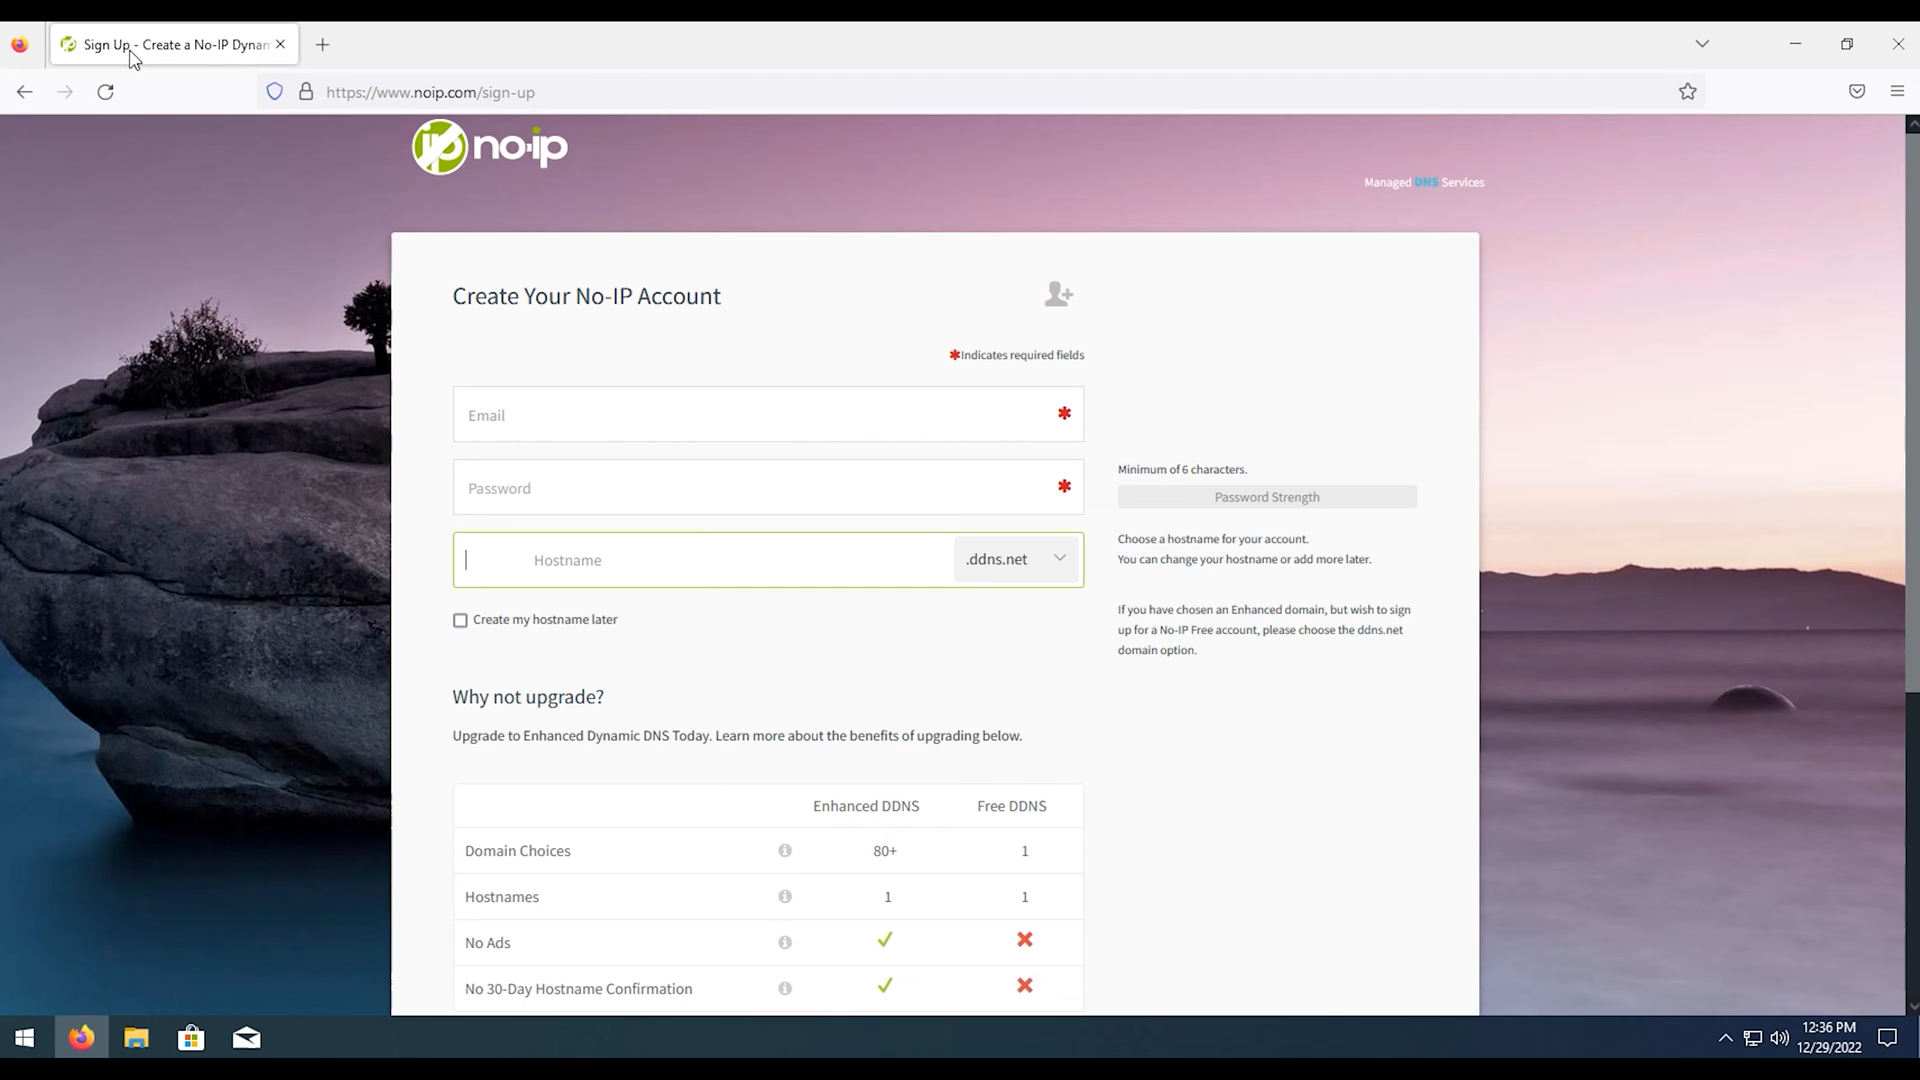 Sign Up - Create a No-IP Dynam
https://www.noip.com/sign-up
ip no-ip
Managed DNS Services
Create Your No-IP Account
✱Indicates required fields
Email ✱
Password ✱
Minimum of 6 characters.
Password Strength
Hostname .ddns.net
Choose a hostname for your account.
You can change your hostname or add more later.
Create my hostname later
If you have chosen an Enhanced domain, but wish to sign
up for a No-IP Free account, please choose the ddns.net
domain option.
Why not upgrade?
Upgrade to Enhanced Dynamic DNS Today. Learn more about the benefits of upgrading below.
Enhanced DDNS Free DDNS
Domain Choices 80+ 1
Hostnames 1 1
No Ads
No 30-Day Hostname Confirmation
12:36 PM
12/29/2022